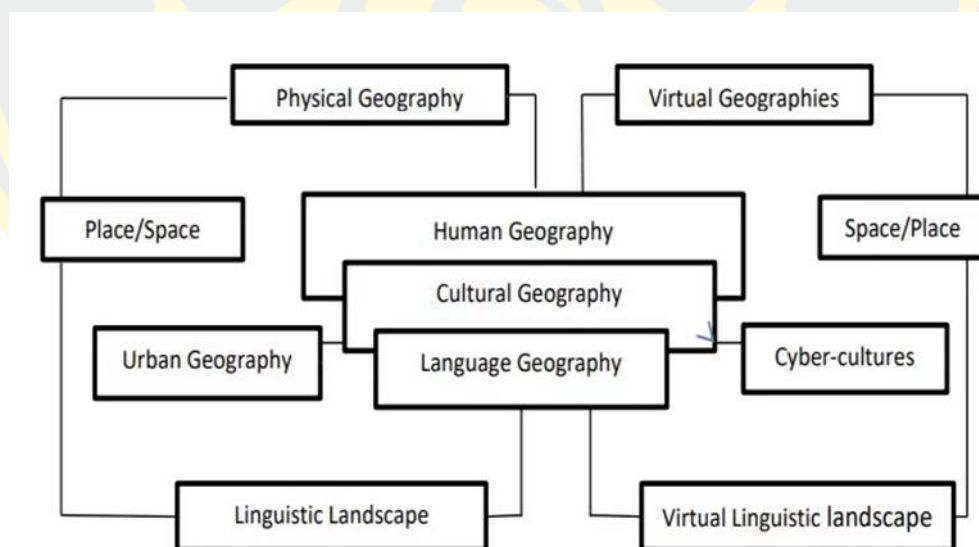 Physical Geography
Virtual Geographies
Place/Space
Human Geography
Space/Place
Cultural Geography
Urban Geography
Language Geography
Cyber-cultures
Linguistic Landscape
Virtual Linguistic landscape